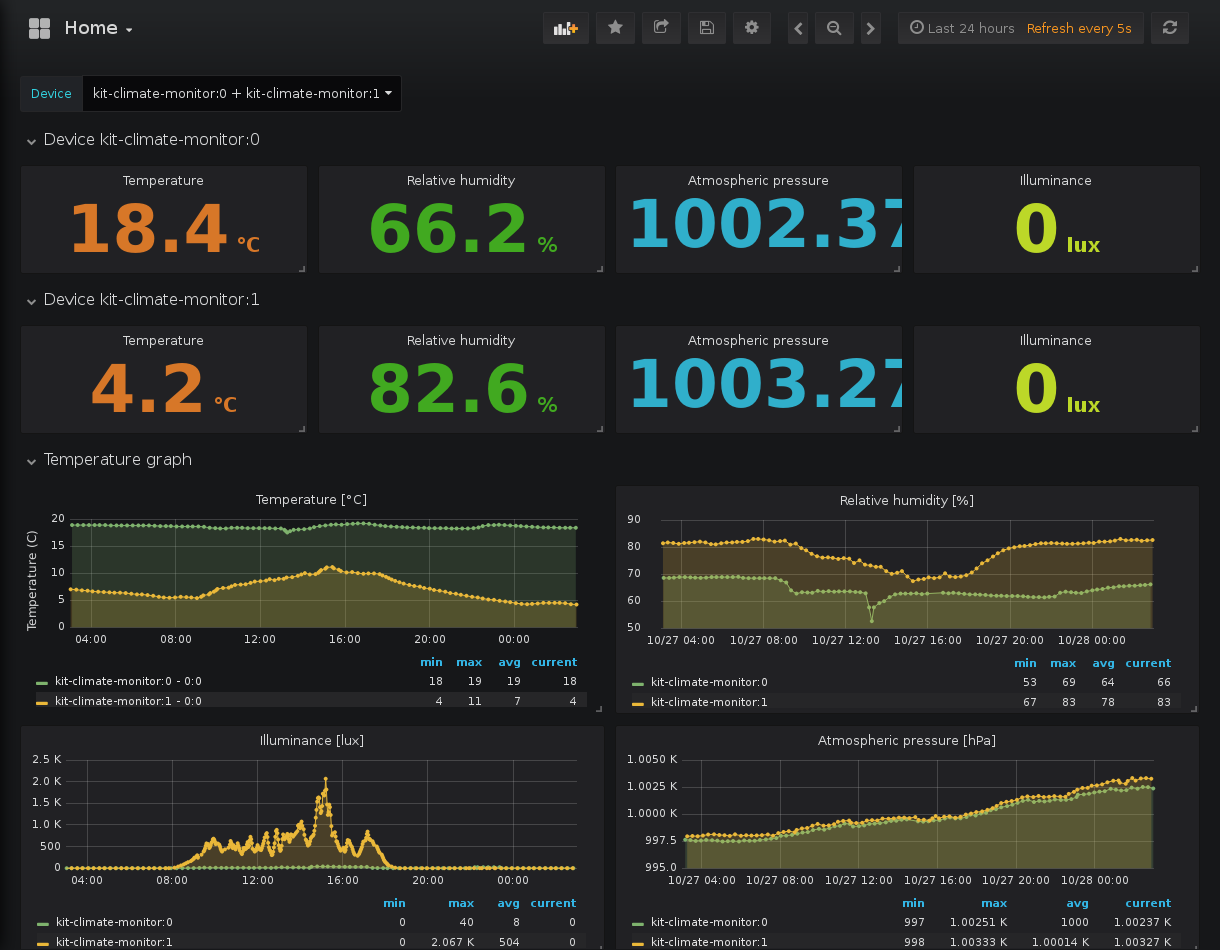 Home
Last 24 hours Refresh every 5s
Device kit-climate-monitor:0 + kit-climate-monitor:1
Device kit-climate-monitor:0
Temperature Relative humidity Atmospheric pressure Illuminance
18.4 °C 66.2 % 1002.37 0 lux
Device kit-climate-monitor:1
Temperature Relative humidity Atmospheric pressure Illuminance
4.2 °C 82.6 % 1003.27 0 lux
Temperature graph
Temperature [°C]
Temperature (C)
20
15
10
5
0
04:00 08:00 12:00 16:00 20:00 00:00
min max avg current
kit-climate-monitor:0 - 0:0 18 19 19 18
kit-climate-monitor:1 - 0:0 4 11 7 4
Relative humidity [%]
90
80
70
60
50
10/27 04:00 10/27 08:00 10/27 12:00 10/27 16:00 10/27 20:00 10/28 00:00
min max avg current
kit-climate-monitor:0 53 69 64 66
kit-climate-monitor:1 67 83 78 83
Illuminance [lux]
2.5 K
2.0 K
1.5 K
1.0 K
500
0
04:00 08:00 12:00 16:00 20:00 00:00
min max avg current
kit-climate-monitor:0 0 40 8 0
kit-climate-monitor:1 0 2.067 K 504 0
Atmospheric pressure [hPa]
1.0050 K
1.0025 K
1.0000 K
997.5
995.0
10/27 04:00 10/27 08:00 10/27 12:00 10/27 16:00 10/27 20:00 10/28 00:00
min max avg current
kit-climate-monitor:0 997 1.00251 K 1000 1.00237 K
kit-climate-monitor:1 998 1.00333 K 1.00014 K 1.00327 K